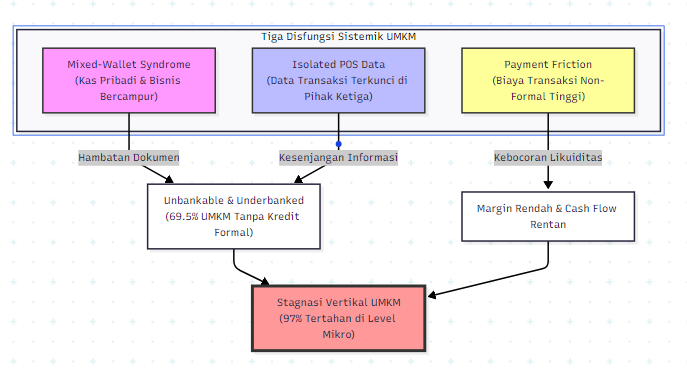 Tiga Disfungsi Sistemik UMKM
Mixed-Wallet Syndrome
(Kas Pribadi & Bisnis
Bercampur)
Isolated POS Data
(Data Transaksi Terkunci di
Pihak Ketiga)
Payment Friction
(Biaya Transaksi Non-
Formal Tinggi)
Hambatan Dokumen
Kesenjangan Informasi
Kebocoran Likuiditas
Unbankable & Underbanked
(69.5% UMKM Tanpa Kredit
Formal)
Margin Rendah & Cash Flow
Rentan
Stagnasi Vertikal UMKM
(97% Tertahan di Level
Mikro)